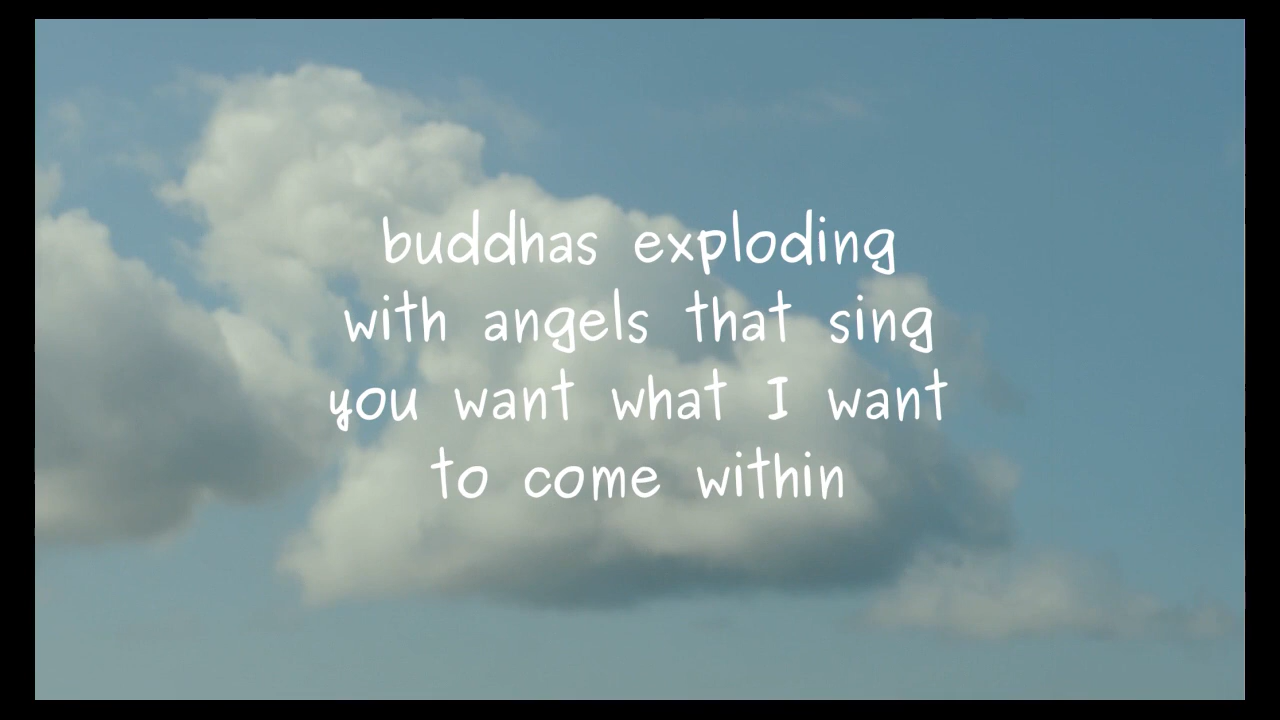 buddhas exploding
with angels that sing
you want what I want
to come within